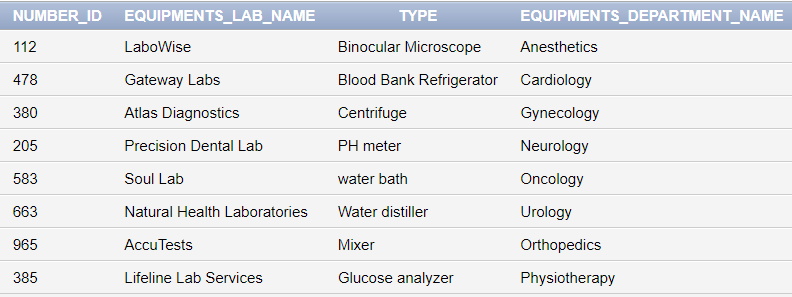 NUMBER_ID EQUIPMENTS_LAB_NAME TYPE EQUIPMENTS_DEPARTMENT_NAME
112 LaboWise Binocular Microscope Anesthetics
478 Gateway Labs Blood Bank Refrigerator Cardiology
380 Atlas Diagnostics Centrifuge Gynecology
205 Precision Dental Lab PH meter Neurology
583 Soul Lab water bath Oncology
663 Natural Health Laboratories Water distiller Urology
965 AccuTests Mixer Orthopedics
385 Lifeline Lab Services Glucose analyzer Physiotherapy